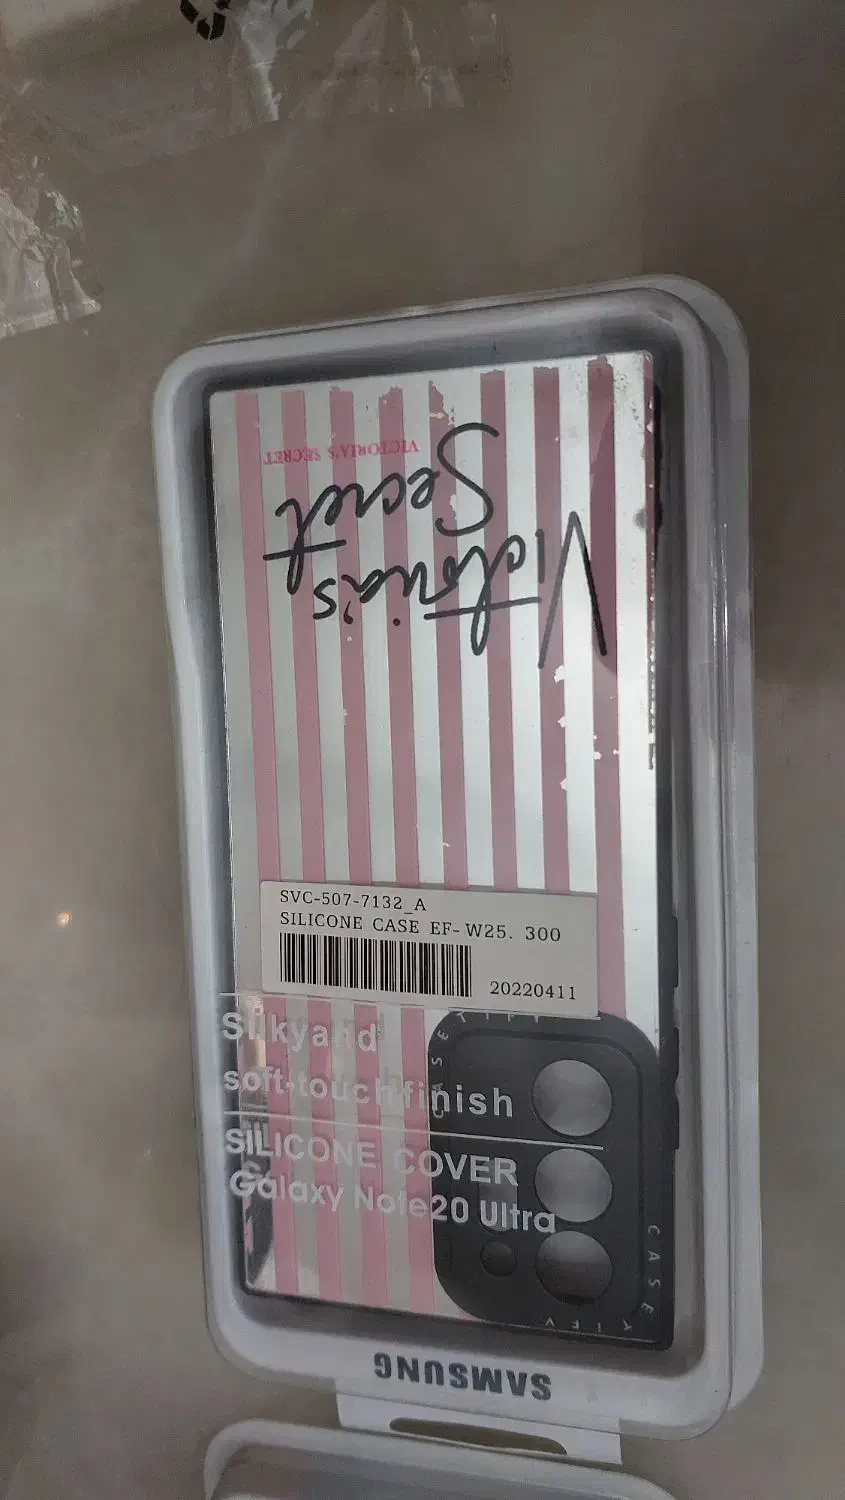 VICTORIA'S SECRET
Victoria's
Secret
SVC-507-7132_A
SILICONE CASE EF-W25. 300
20220411
Silky and
soft-touch finish
SILICONE COVER
Galaxy Note20 Ultra
CASETIFY
CASETIFY
SAMSUNG